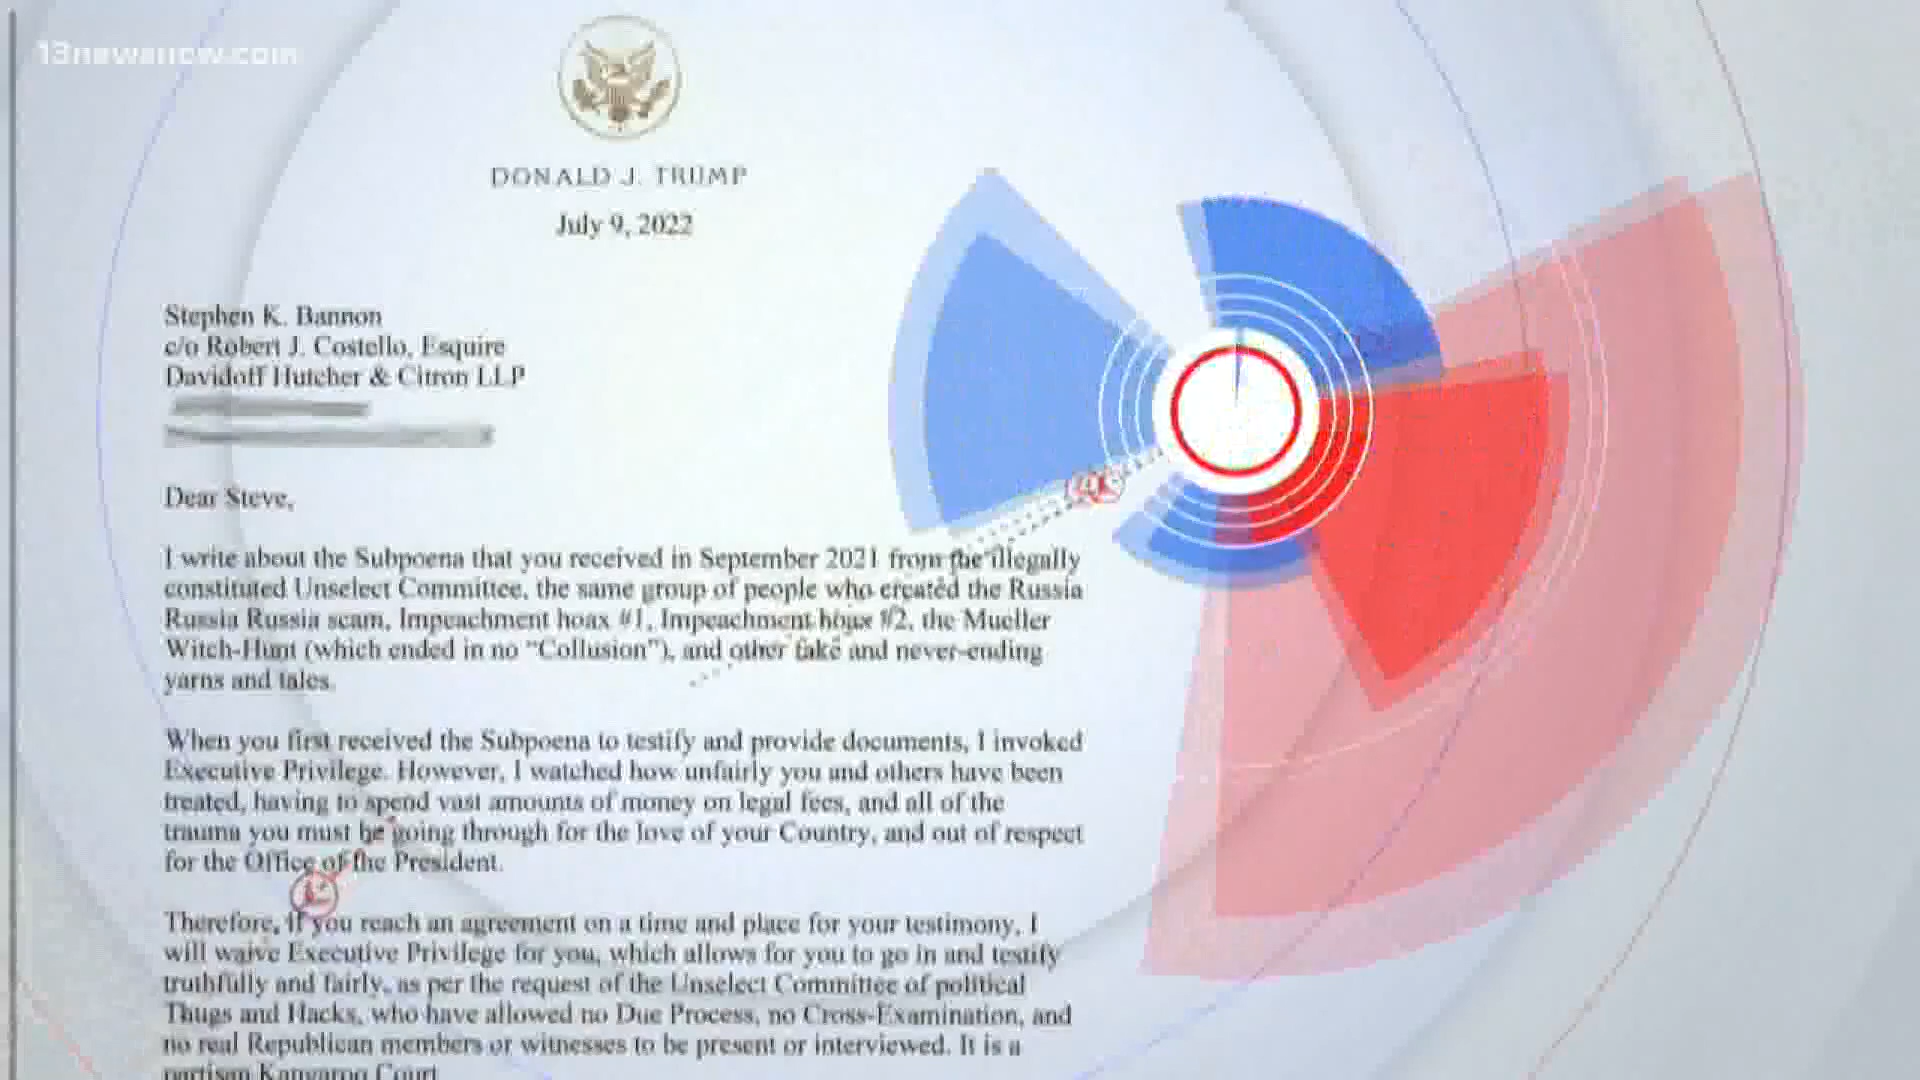 13newsnow.com
DONALD J. TRUMP
July 9, 2022
Stephen K. Bannon
c/o Robert J. Costello, Esquire
Davidoff Hutcher & Citron LLP
Dear Steve,
I write about the Subpoena that you received in September 2021 from the illegally
constituted Unselect Committee, the same group of people who created the Russia
Russia Russia scam, Impeachment hoax #1, Impeachment hoax #2, the Mueller
Witch-Hunt (which ended in no “Collusion”), and other fake and never-ending
yarns and tales.
When you first received the Subpoena to testify and provide documents, I invoked
Executive Privilege. However, I watched how unfairly you and others have been
treated, having to spend vast amounts of money on legal fees, and all of the
trauma you must be going through for the love of your Country, and out of respect
for the Office of the President.
Therefore, if you reach an agreement on a time and place for your testimony, I
will waive Executive Privilege for you, which allows for you to go in and testify
truthfully and fairly, as per the request of the Unselect Committee of political
Thugs and Hacks, who have allowed no Due Process, no Cross-Examination, and
no real Republican members or witnesses to be present or interviewed. It is a
partisan Kangaroo Court.